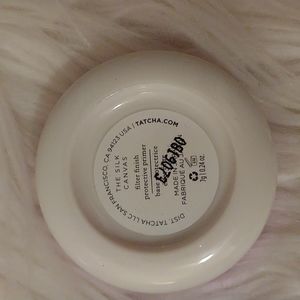 DIST. TATCHA LLC SAN FRANCISCO, CA 94123 USA | TATCHA.COM
THE SILK
CANVAS
filter finish
protective primer
base
MADE IN
FABRIQUÉ AU
7g | 0.24 oz.